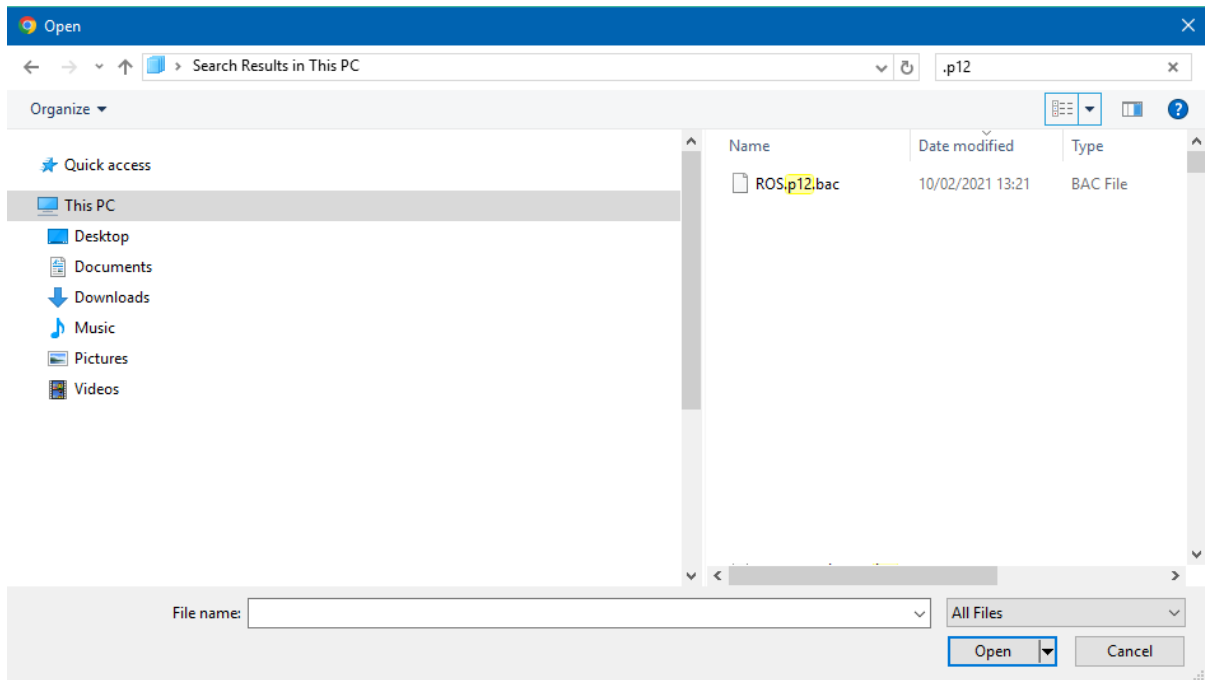 Open
Search Results in This PC
.p12
Organize
Quick access
This PC
Desktop
Documents
Downloads
Music
Pictures
Videos
Name Date modified Type
ROS.p12.bac 10/02/2021 13:21 BAC File
File name:
All Files
Open
Cancel